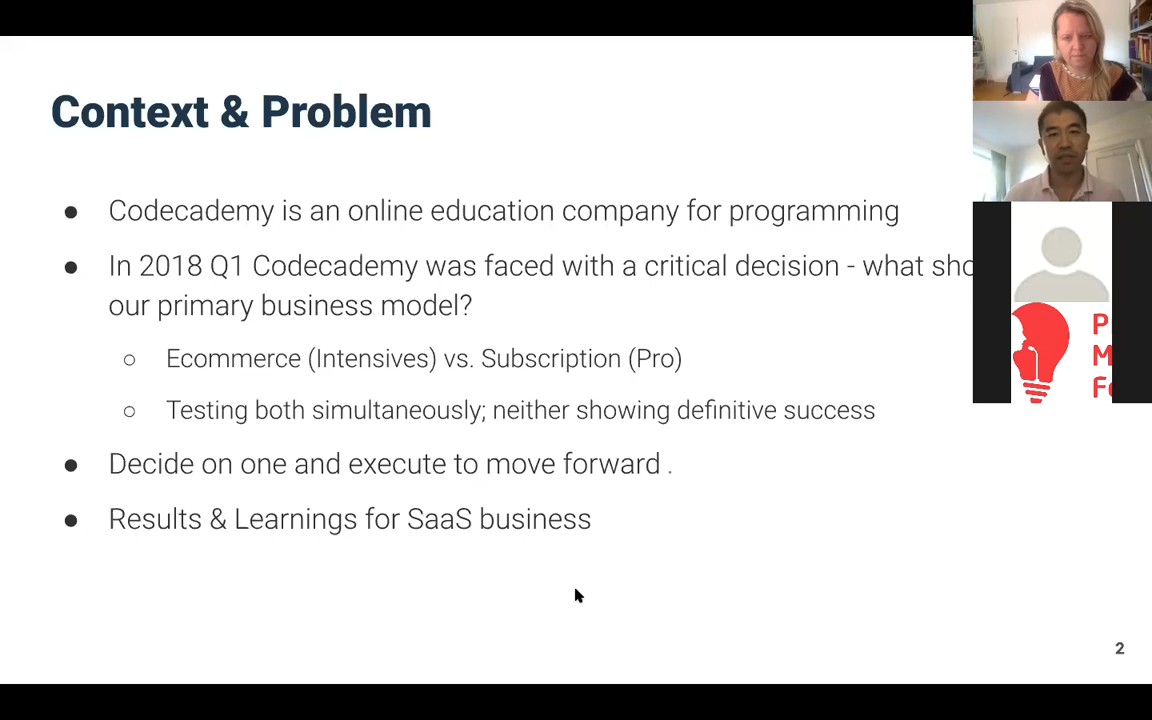 Context & Problem
● Codecademy is an online education company for programming
● In 2018 Q1 Codecademy was faced with a critical decision - what
our primary business model?
○ Ecommerce (Intensives) vs. Subscription (Pro)
○ Testing both simultaneously; neither showing definitive success
● Decide on one and execute to move forward .
● Results & Learnings for SaaS business
2